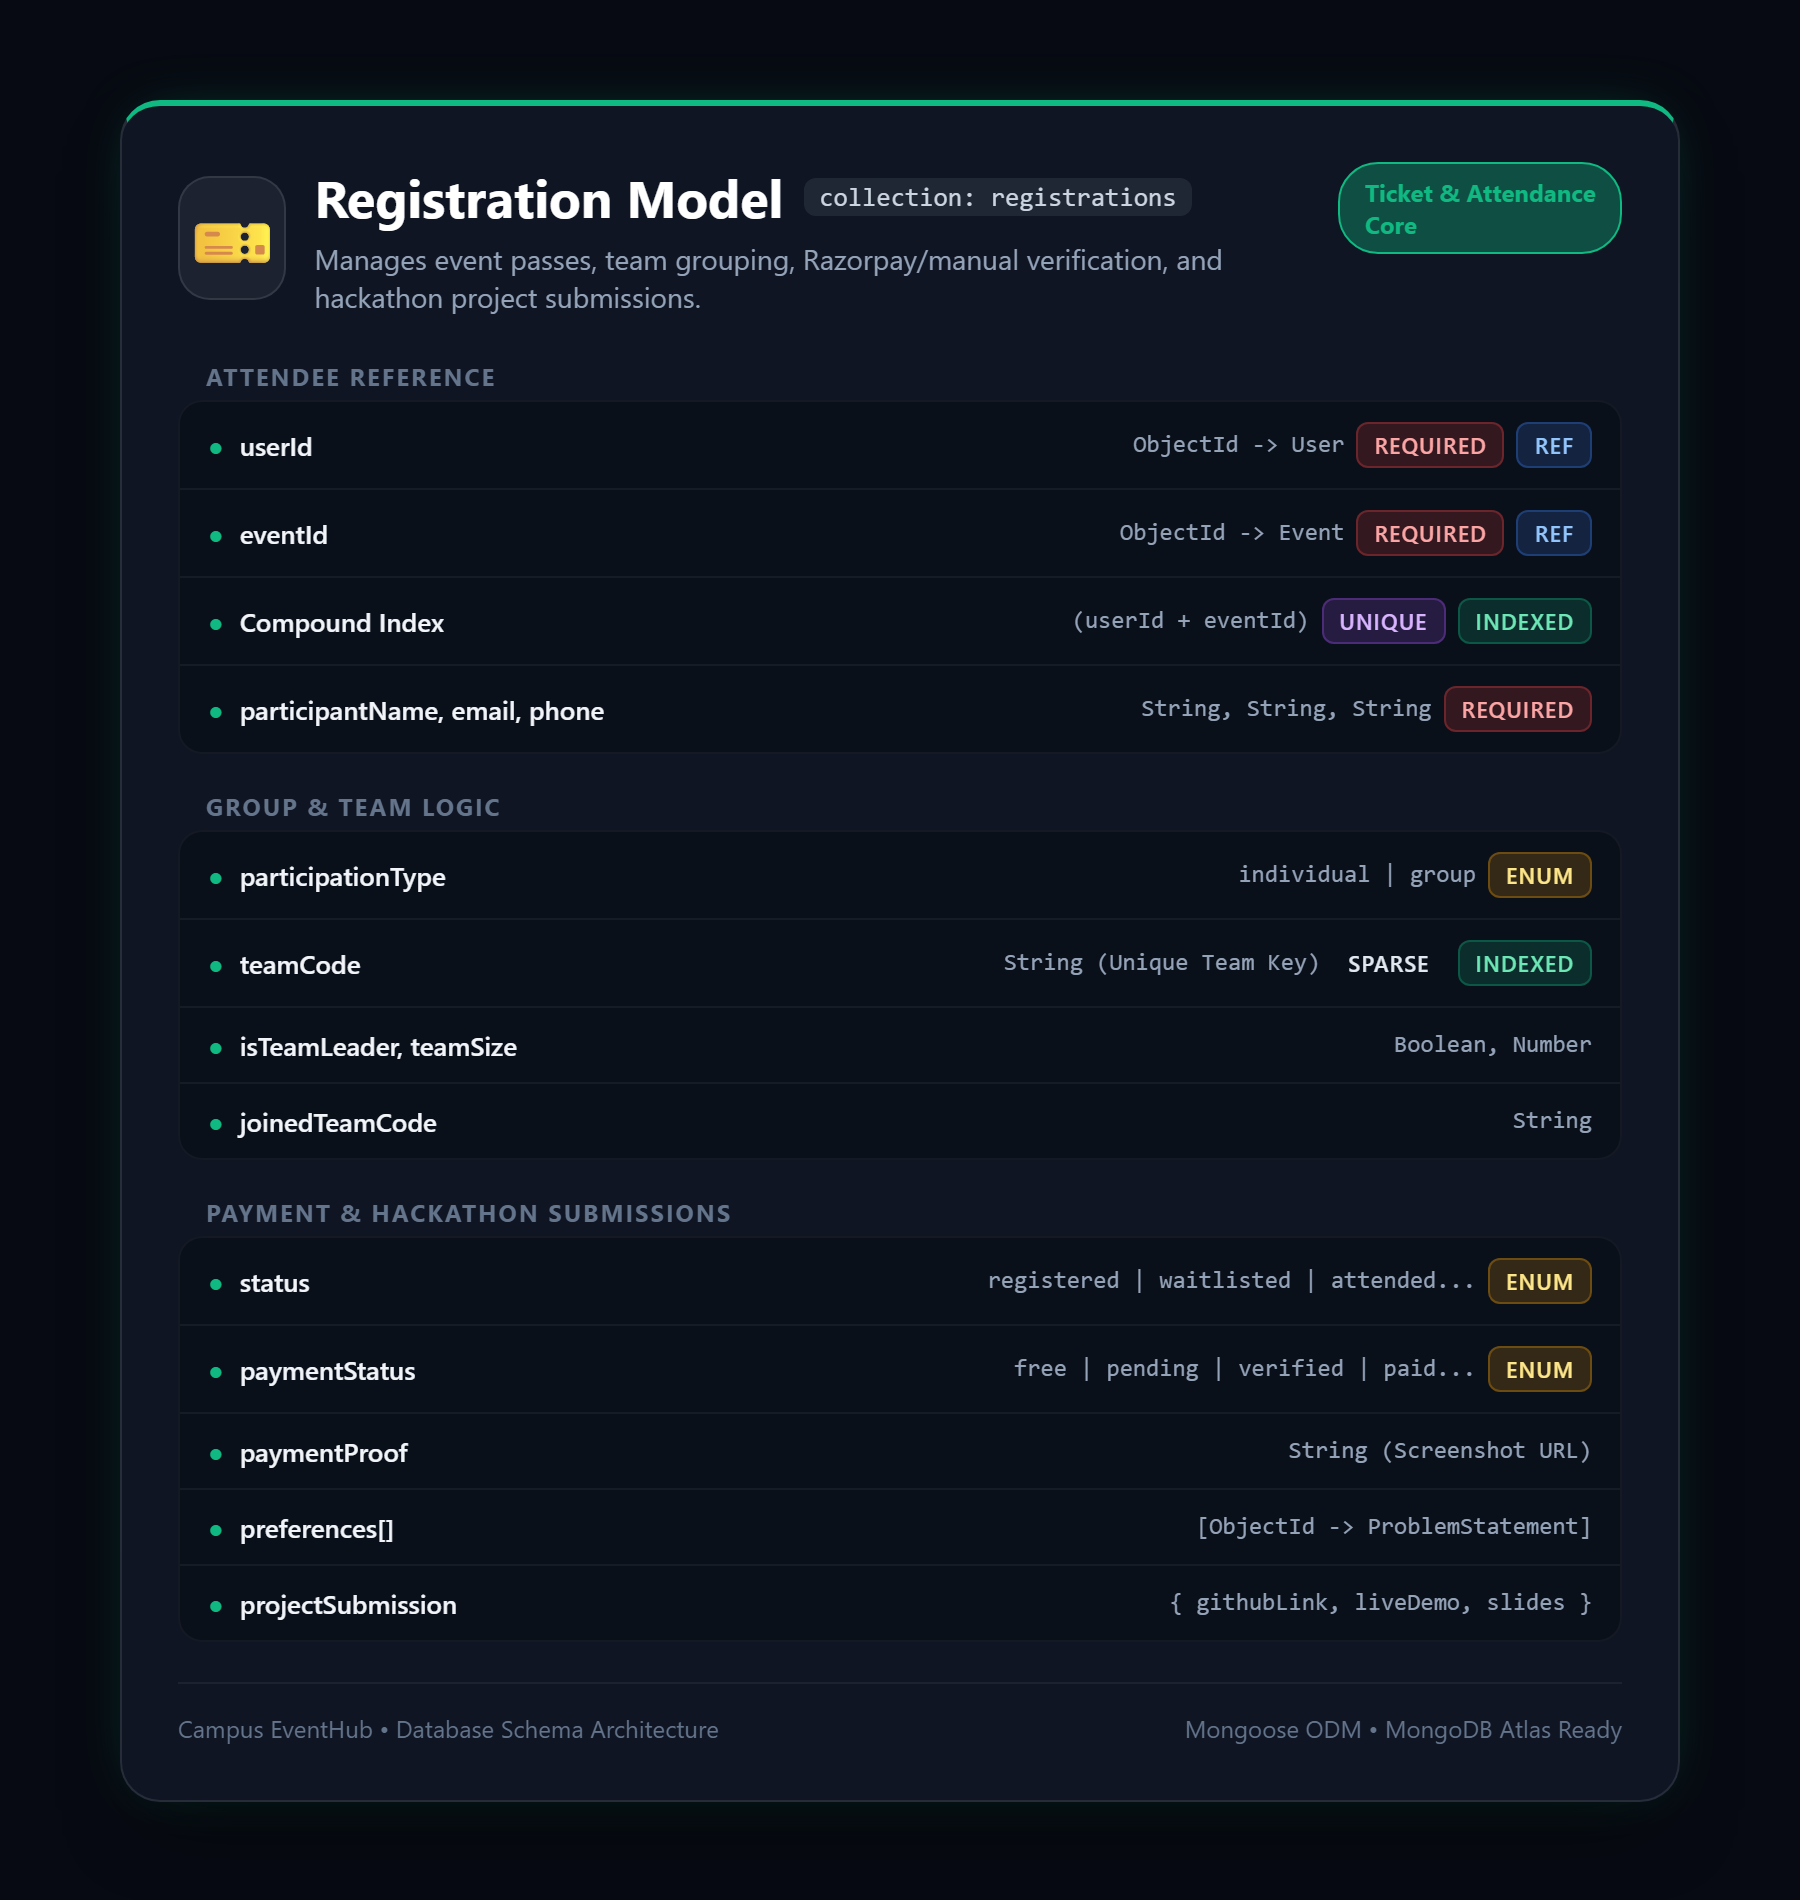 Registration Model collection: registrations
Manages event passes, team grouping, Razorpay/manual verification, and
hackathon project submissions.
Ticket & Attendance
Core
ATTENDEE REFERENCE
userId ObjectId -> User REQUIRED REF
eventId ObjectId -> Event REQUIRED REF
Compound Index (userId + eventId) UNIQUE INDEXED
participantName, email, phone String, String, String REQUIRED
GROUP & TEAM LOGIC
participationType individual | group ENUM
teamCode String (Unique Team Key) SPARSE INDEXED
isTeamLeader, teamSize Boolean, Number
joinedTeamCode String
PAYMENT & HACKATHON SUBMISSIONS
status registered | waitlisted | attended... ENUM
paymentStatus free | pending | verified | paid... ENUM
paymentProof String (Screenshot URL)
preferences[] [ObjectId -> ProblemStatement]
projectSubmission { githubLink, liveDemo, slides }
Campus EventHub • Database Schema Architecture Mongoose ODM • MongoDB Atlas Ready